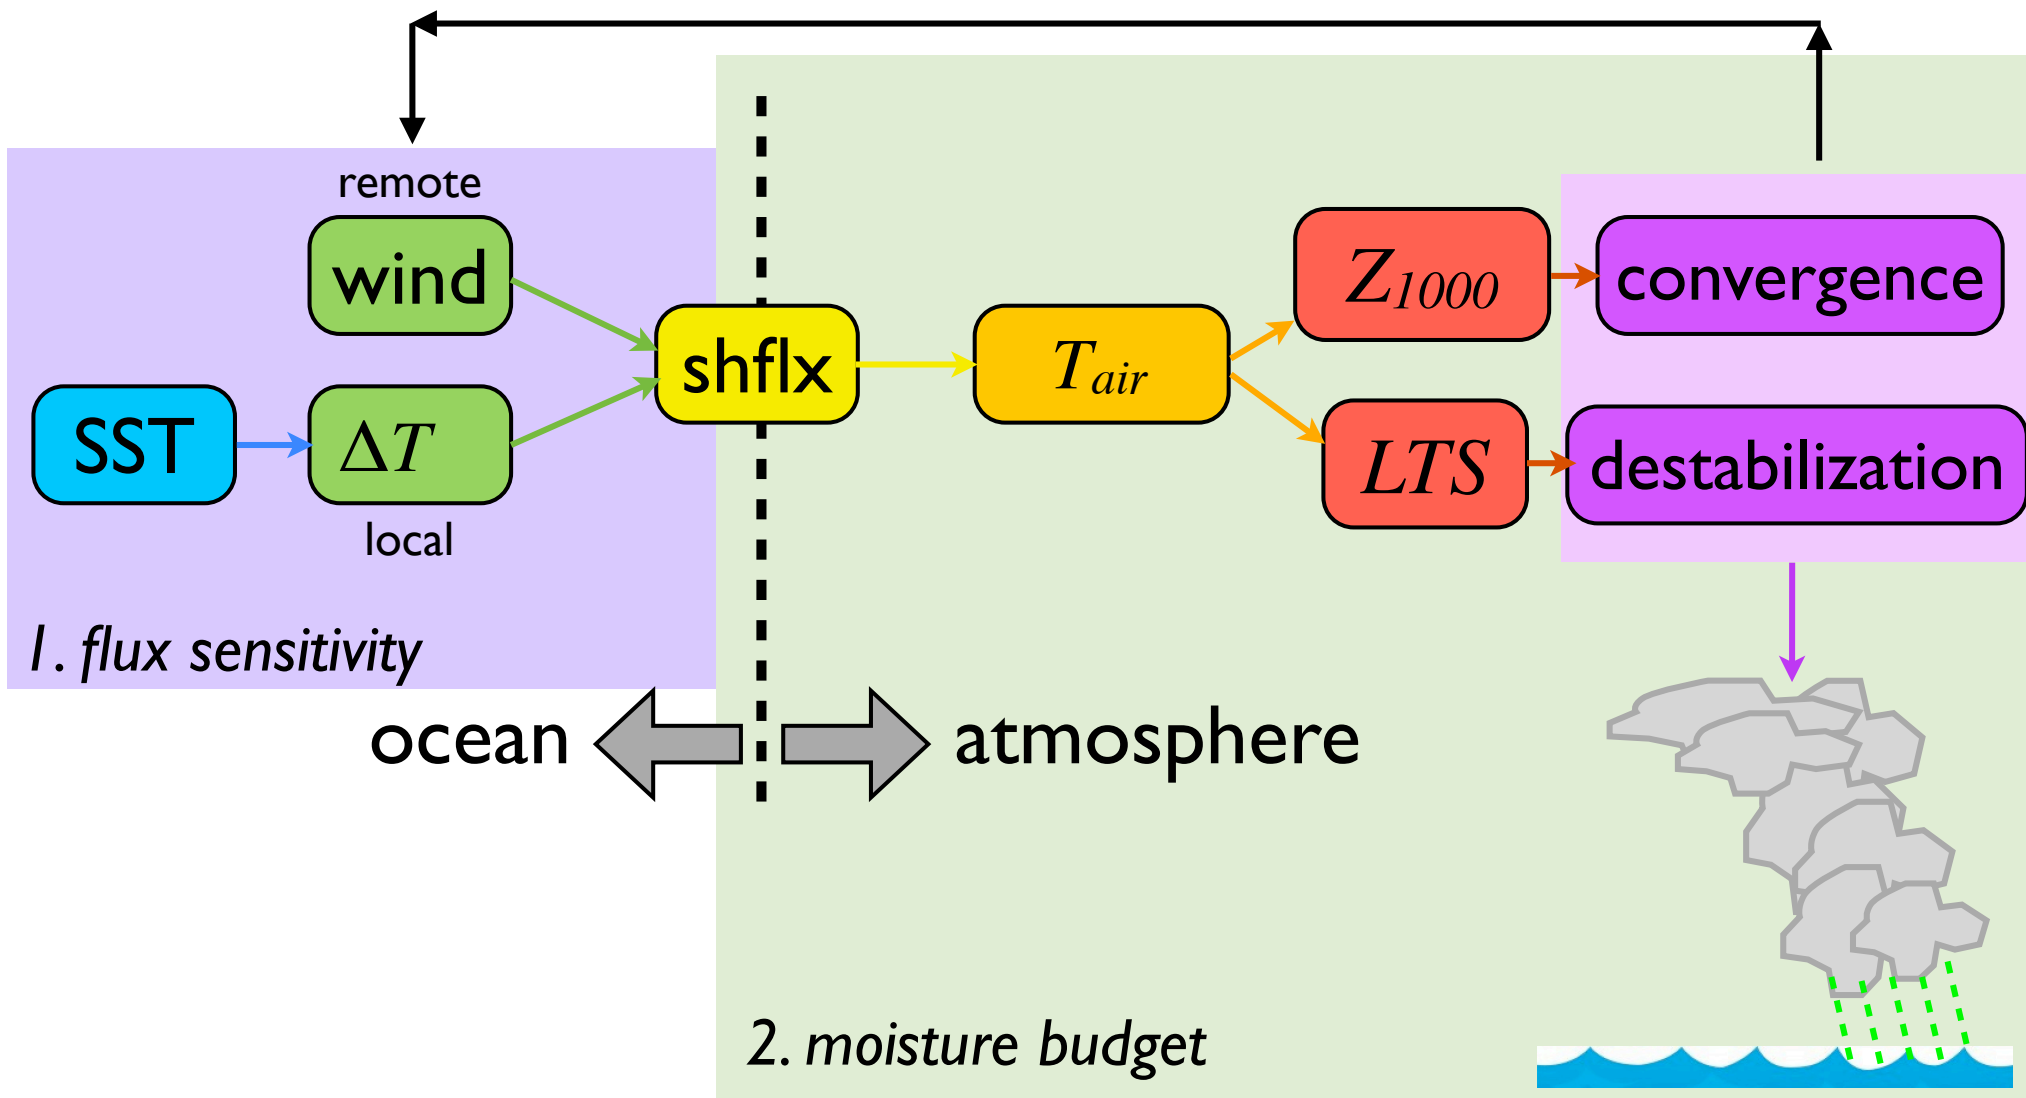 remote
wind
SST
ΔT
local
shflx
T_air
Z_1000
LTS
convergence
destabilization
1. flux sensitivity
ocean
atmosphere
2. moisture budget